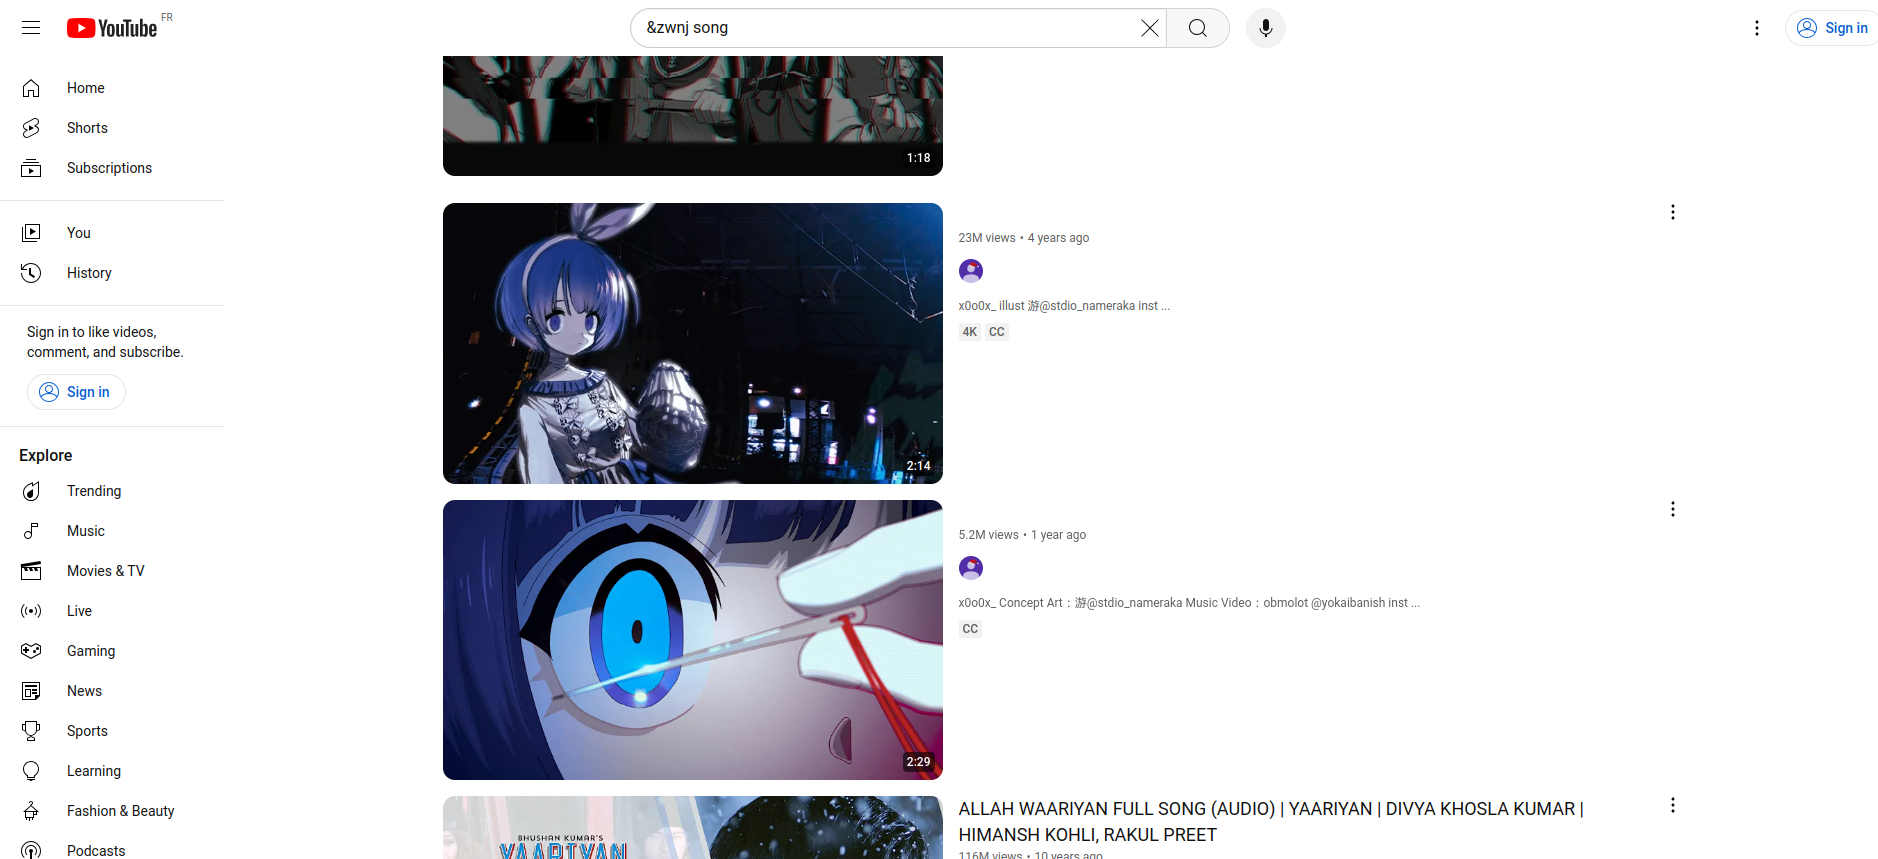 YouTube FR
&zwnj song
Sign in
Home
Shorts
Subscriptions
You
History
Sign in to like videos,
comment, and subscribe.
Sign in
Explore
Trending
Music
Movies & TV
Live
Gaming
News
Sports
Learning
Fashion & Beauty
Podcasts
1:18
2:14
23M views • 4 years ago
x0o0x_ illust 游@stdio_nameraka inst ...
4K CC
2:29
5.2M views • 1 year ago
x0o0x_ Concept Art：游@stdio_nameraka Music Video：obmolot @yokaibanish inst ...
CC
BHUSHAN KUMAR'S
YAARIYAN
ALLAH WAARIYAN FULL SONG (AUDIO) | YAARIYAN | DIVYA KHOSLA KUMAR |
HIMANSH KOHLI, RAKUL PREET
116M views • 10 years ago